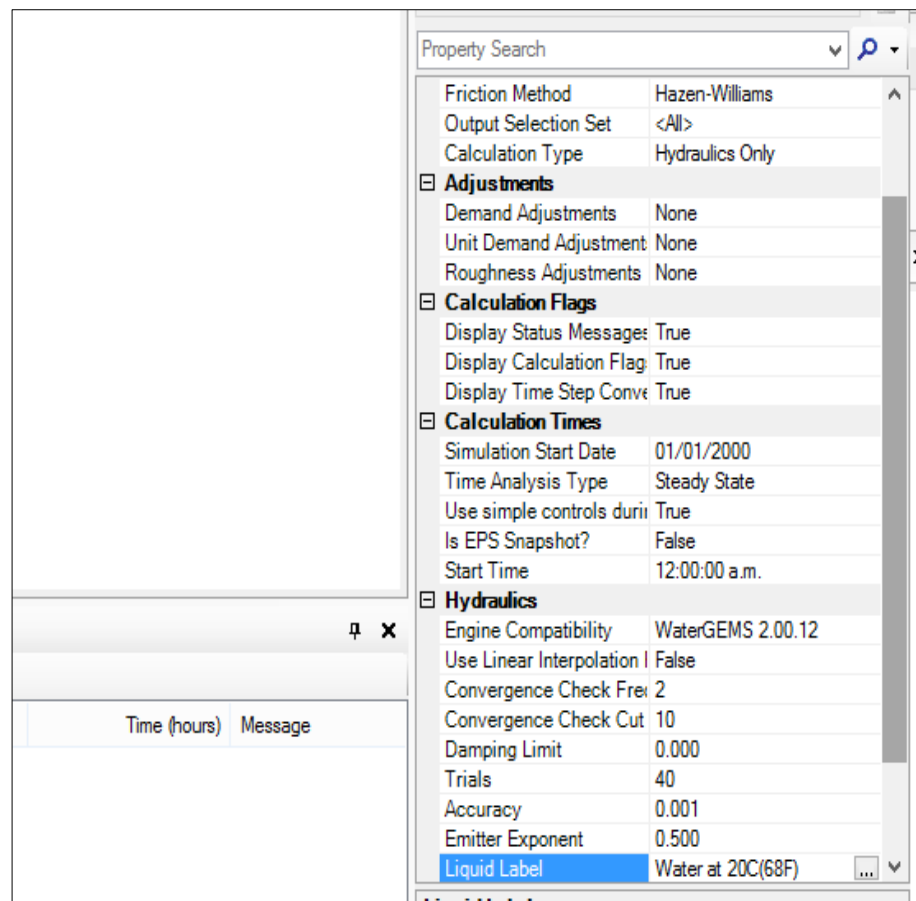 Property Search
Friction Method Hazen-Williams
Output Selection Set <All>
Calculation Type Hydraulics Only
Adjustments
Demand Adjustments None
Unit Demand Adjustment None
Roughness Adjustments None
Calculation Flags
Display Status Messages True
Display Calculation Flag True
Display Time Step Conve True
Calculation Times
Simulation Start Date 01/01/2000
Time Analysis Type Steady State
Use simple controls duri True
Is EPS Snapshot? False
Start Time 12:00:00 a.m.
Hydraulics
Engine Compatibility WaterGEMS 2.00.12
Use Linear Interpolation False
Convergence Check Fre 2
Convergence Check Cut 10
Damping Limit 0.000
Trials 40
Accuracy 0.001
Emitter Exponent 0.500
Liquid Label Water at 20C(68F) ...
Time (hours) Message